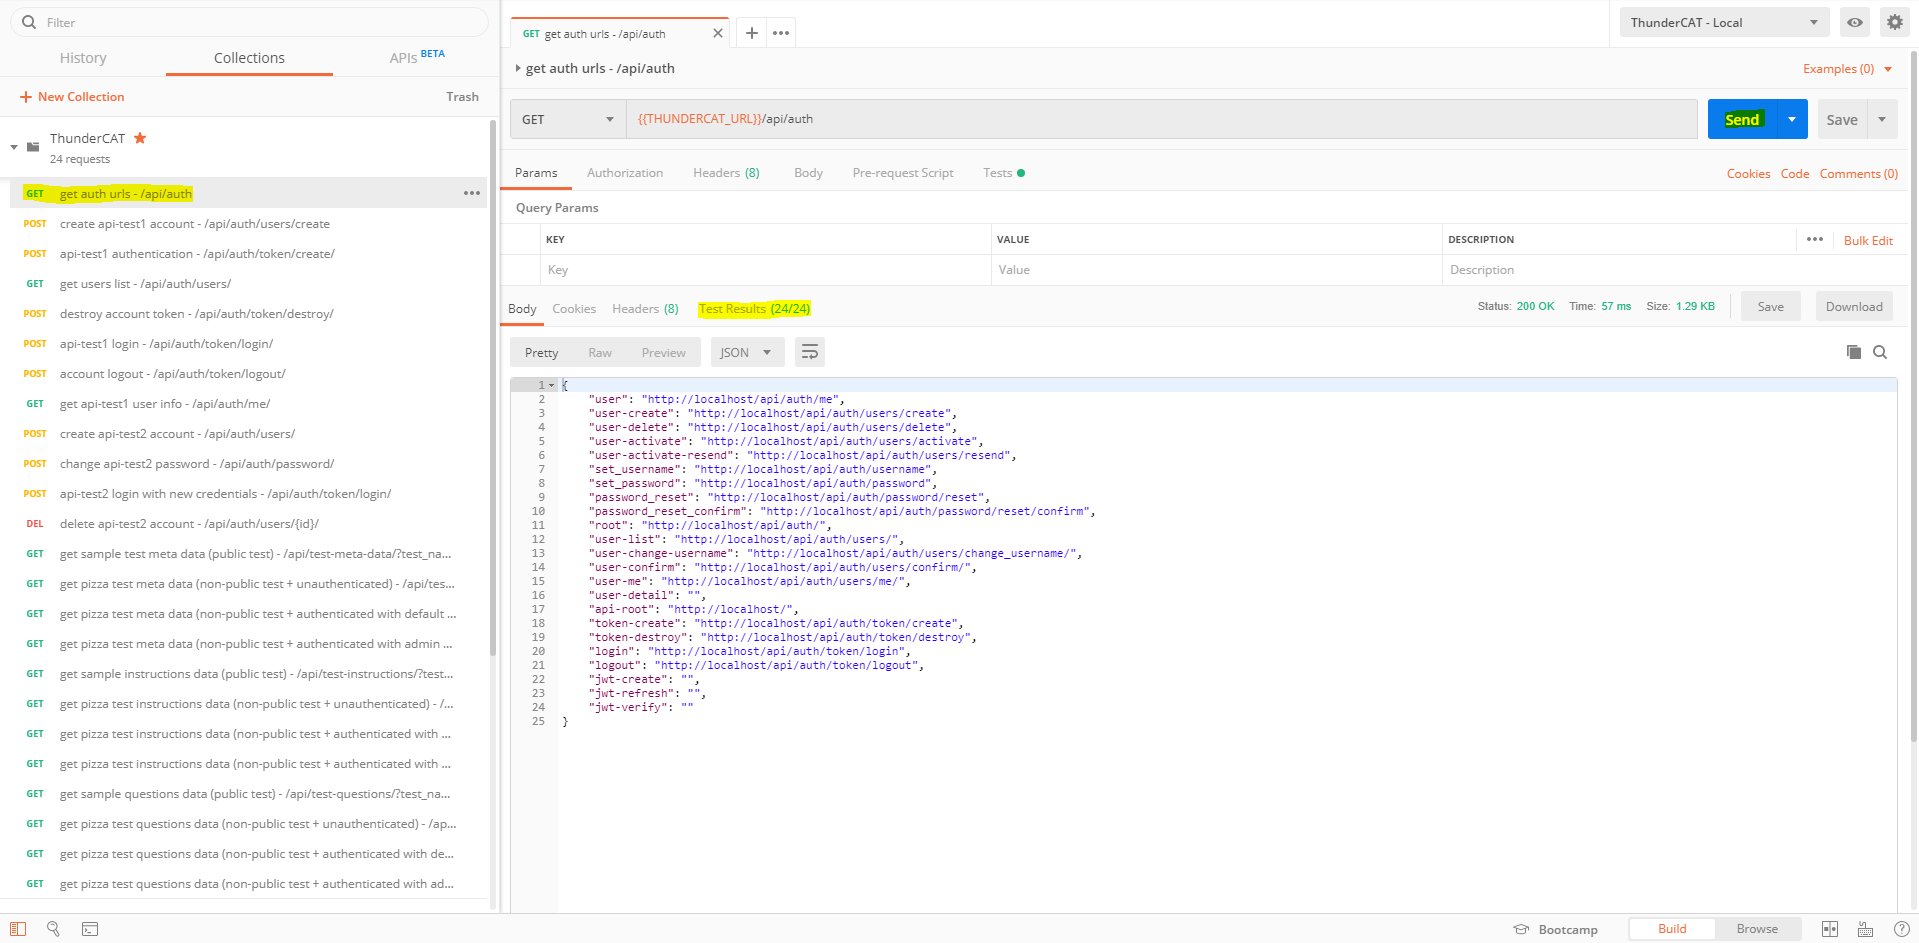 Filter
History
Collections
APIs BETA
+ New Collection
Trash
ThunderCAT
24 requests
GET get auth urls - /api/auth
POST create api-test1 account - /api/auth/users/create
POST api-test1 authentication - /api/auth/token/create/
GET get users list - /api/auth/users/
POST destroy account token - /api/auth/token/destroy/
POST api-test1 login - /api/auth/token/login/
POST account logout - /api/auth/token/logout/
GET get api-test1 user info - /api/auth/me/
POST create api-test2 account - /api/auth/users/
POST change api-test2 password - /api/auth/password/
POST api-test2 login with new credentials - /api/auth/token/login/
DEL delete api-test2 account - /api/auth/users/{id}/
GET get sample test meta data (public test) - /api/test-meta-data/?test_na...
GET get pizza test meta data (non-public test + unauthenticated) - /api/tes...
GET get pizza test meta data (non-public test + authenticated with default ...
GET get pizza test meta data (non-public test + authenticated with admin ...
GET get sample instructions data (public test) - /api/test-instructions/?test...
GET get pizza test instructions data (non-public test + unauthenticated) - /...
GET get pizza test instructions data (non-public test + authenticated with ...
GET get pizza test instructions data (non-public test + authenticated with ...
GET get sample questions data (public test) - /api/test-questions/?test_na...
GET get pizza test questions data (non-public test + unauthenticated) - /ap...
GET get pizza test questions data (non-public test + authenticated with de...
GET get pizza test questions data (non-public test + authenticated with ad...
GET get auth urls - /api/auth
ThunderCAT - Local
get auth urls - /api/auth
Examples (0)
GET {{THUNDERCAT_URL}}/api/auth
Send
Save
Params
Authorization
Headers (8)
Body
Pre-request Script
Tests
Cookies
Code
Comments (0)
Query Params
KEY VALUE DESCRIPTION
Bulk Edit
Key Value Description
Body
Cookies
Headers (8)
Test Results (24/24)
Status: 200 OK
Time: 57 ms
Size: 1.29 KB
Save
Download
Pretty
Raw
Preview
JSON
1 {
2 "user": "http://localhost/api/auth/me",
3 "user-create": "http://localhost/api/auth/users/create",
4 "user-delete": "http://localhost/api/auth/users/delete",
5 "user-activate": "http://localhost/api/auth/users/activate",
6 "user-activate-resend": "http://localhost/api/auth/users/resend",
7 "set_username": "http://localhost/api/auth/username",
8 "set_password": "http://localhost/api/auth/password",
9 "password_reset": "http://localhost/api/auth/password/reset",
10 "password_reset_confirm": "http://localhost/api/auth/password/reset/confirm",
11 "root": "http://localhost/api/auth/",
12 "user-list": "http://localhost/api/auth/users/",
13 "user-change-username": "http://localhost/api/auth/users/change_username/",
14 "user-confirm": "http://localhost/api/auth/users/confirm/",
15 "user-me": "http://localhost/api/auth/users/me/",
16 "user-detail": "",
17 "api-root": "http://localhost/",
18 "token-create": "http://localhost/api/auth/token/create",
19 "token-destroy": "http://localhost/api/auth/token/destroy",
20 "login": "http://localhost/api/auth/token/login",
21 "logout": "http://localhost/api/auth/token/logout",
22 "jwt-create": "",
23 "jwt-refresh": "",
24 "jwt-verify": ""
25 }
Bootcamp
Build
Browse